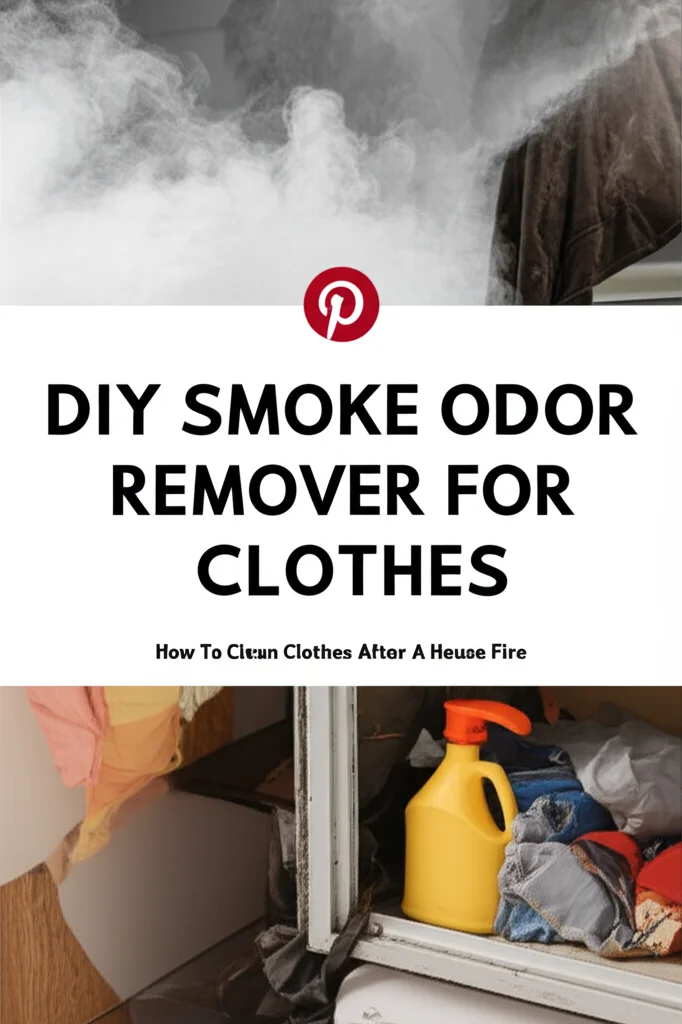 DIY SMOKE ODOR
REMOVER FOR
CLOTHES
How To Clothes After A Heuse Fire